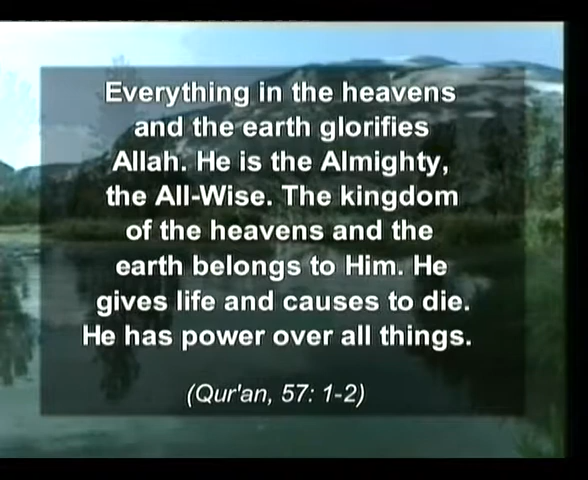 Everything in the heavens
and the earth glorifies
Allah. He is the Almighty,
the All-Wise. The kingdom
of the heavens and the
earth belongs to Him. He
gives life and causes to die.
He has power over all things.
(Qur'an, 57: 1-2)